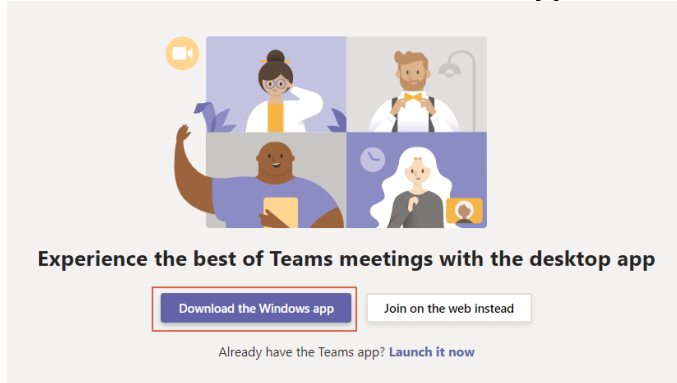 Experience the best of Teams meetings with the desktop app
Download the Windows app
Join on the web instead
Already have the Teams app? Launch it now